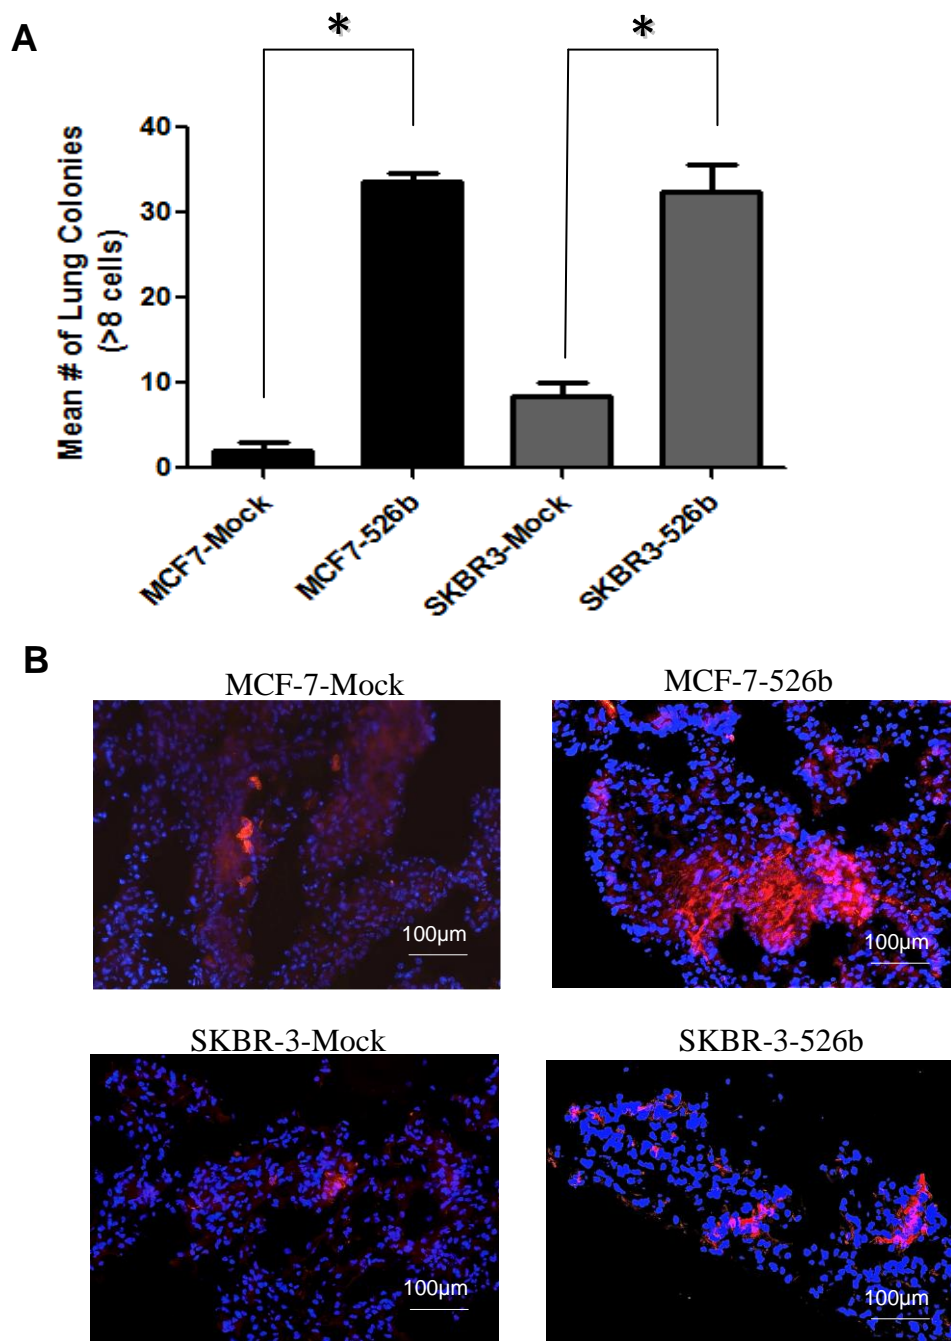 A
*
*
40
30
20
10
0
Mean # of Lung Colonies
(>8 cells)
MCF7-Mock
MCF7-526b
SKBR3-Mock
SKBR3-526b
B
MCF-7-Mock
MCF-7-526b
100µm
100µm
SKBR-3-Mock
SKBR-3-526b
100µm
100µm